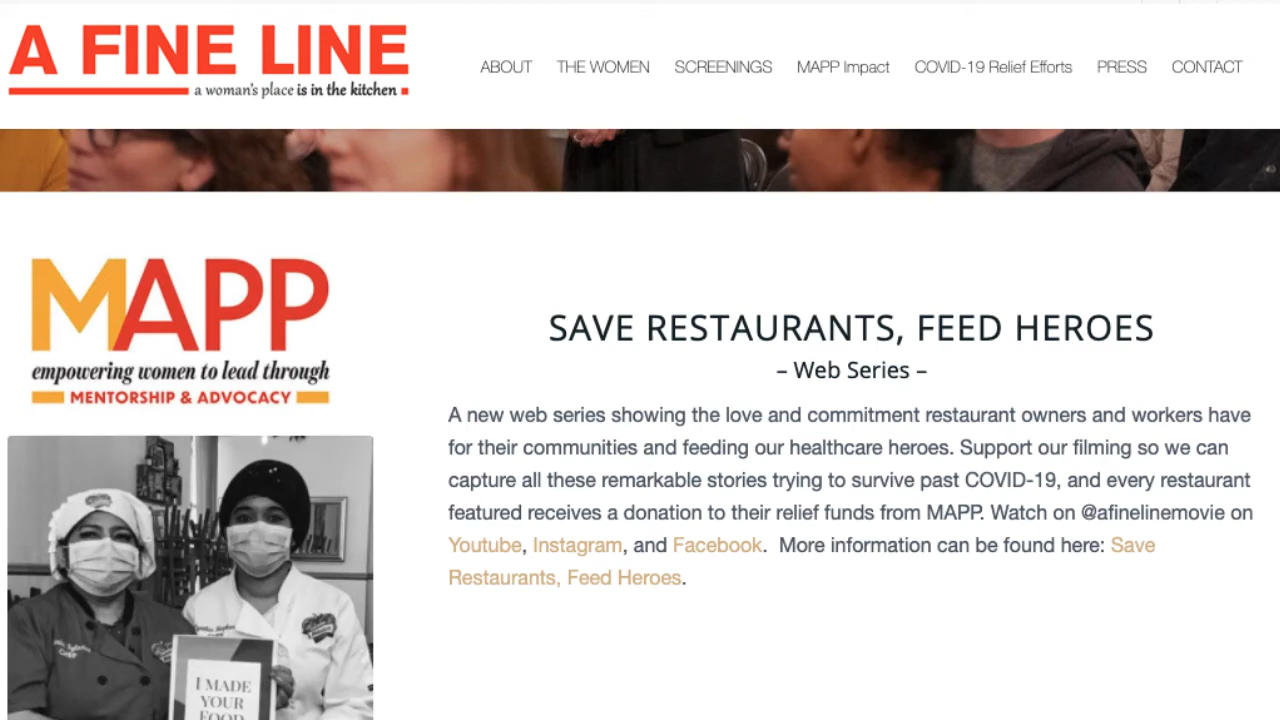 A FINE LINE
a woman's place is in the kitchen
ABOUT THE WOMEN SCREENINGS MAPP Impact COVID-19 Relief Efforts PRESS CONTACT
MAPP
empowering women to lead through
MENTORSHIP & ADVOCACY
SAVE RESTAURANTS, FEED HEROES
– Web Series –
A new web series showing the love and commitment restaurant owners and workers have
for their communities and feeding our healthcare heroes. Support our filming so we can
capture all these remarkable stories trying to survive past COVID-19, and every restaurant
featured receives a donation to their relief funds from MAPP. Watch on @afinelinemovie on
Youtube, Instagram, and Facebook. More information can be found here: Save
Restaurants, Feed Heroes.
I MADE
YOUR
FOOD